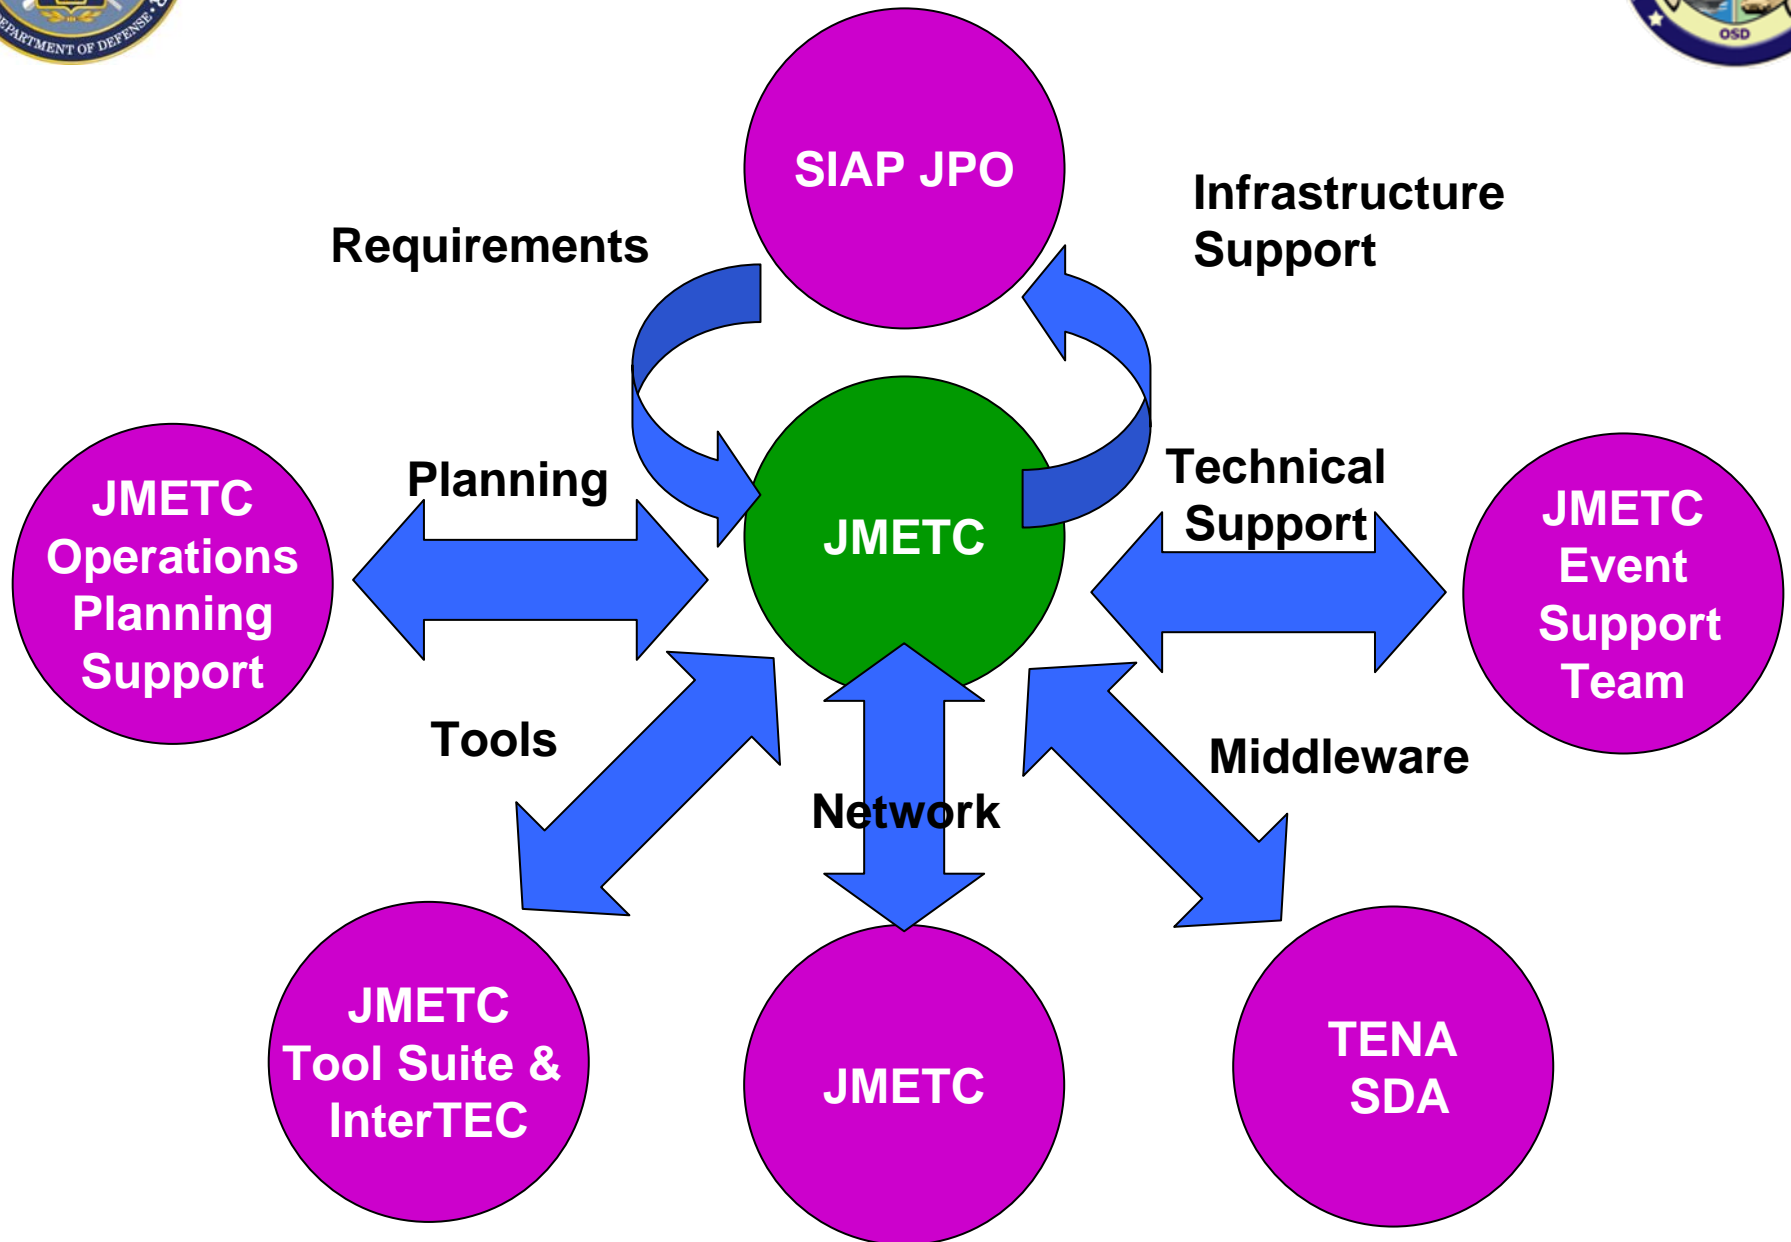 DEPARTMENT OF DEFENSE
OSD
SIAP JPO
Requirements
Infrastructure
Support
JMETC
Operations
Planning
Support
Planning
JMETC
Technical
Support
JMETC
Event
Support
Team
Tools
Network
Middleware
JMETC
Tool Suite &
InterTEC
JMETC
TENA
SDA